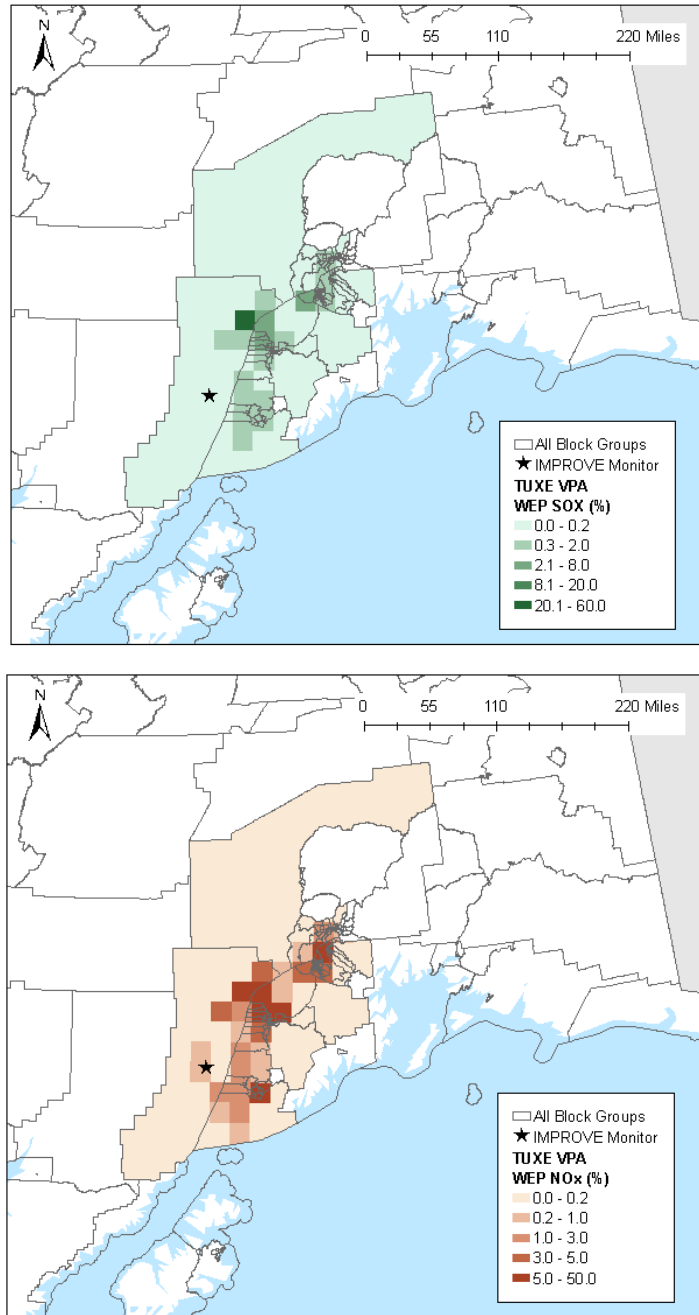 N
0 55 110 220 Miles
All Block Groups
IMPROVE Monitor
TUXE VPA
WEP SOX (%)
0.0 - 0.2
0.3 - 2.0
2.1 - 8.0
8.1 - 20.0
20.1 - 60.0
N
0 55 110 220 Miles
All Block Groups
IMPROVE Monitor
TUXE VPA
WEP NOx (%)
0.0 - 0.2
0.2 - 1.0
1.0 - 3.0
3.0 - 5.0
5.0 - 50.0